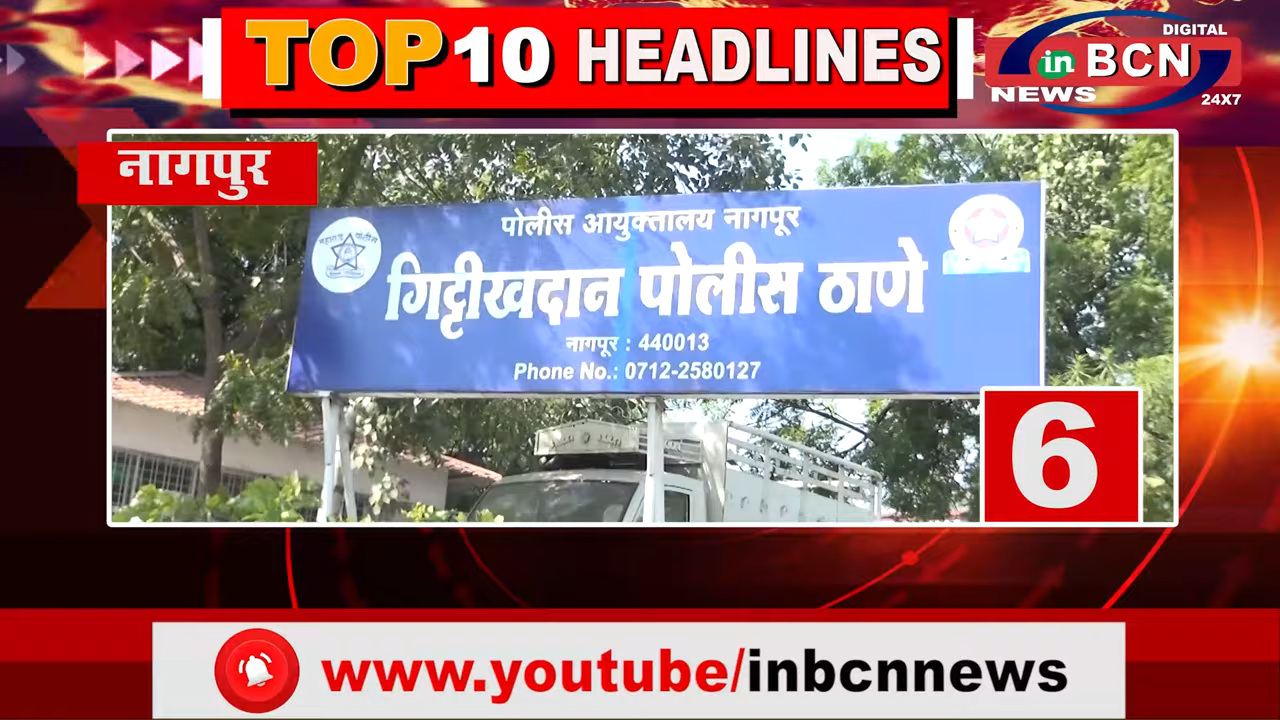 TOP 10 HEADLINES
DIGITAL
in BCN
NEWS
24X7
नागपुर
पोलीस आयुक्तालय नागपूर
महाराष्ट्र पोलीस
गिट्टीखदान पोलीस ठाणे
नागपूर : 440013
Phone No.: 0712-2580127
6
www.youtube/inbcnnews